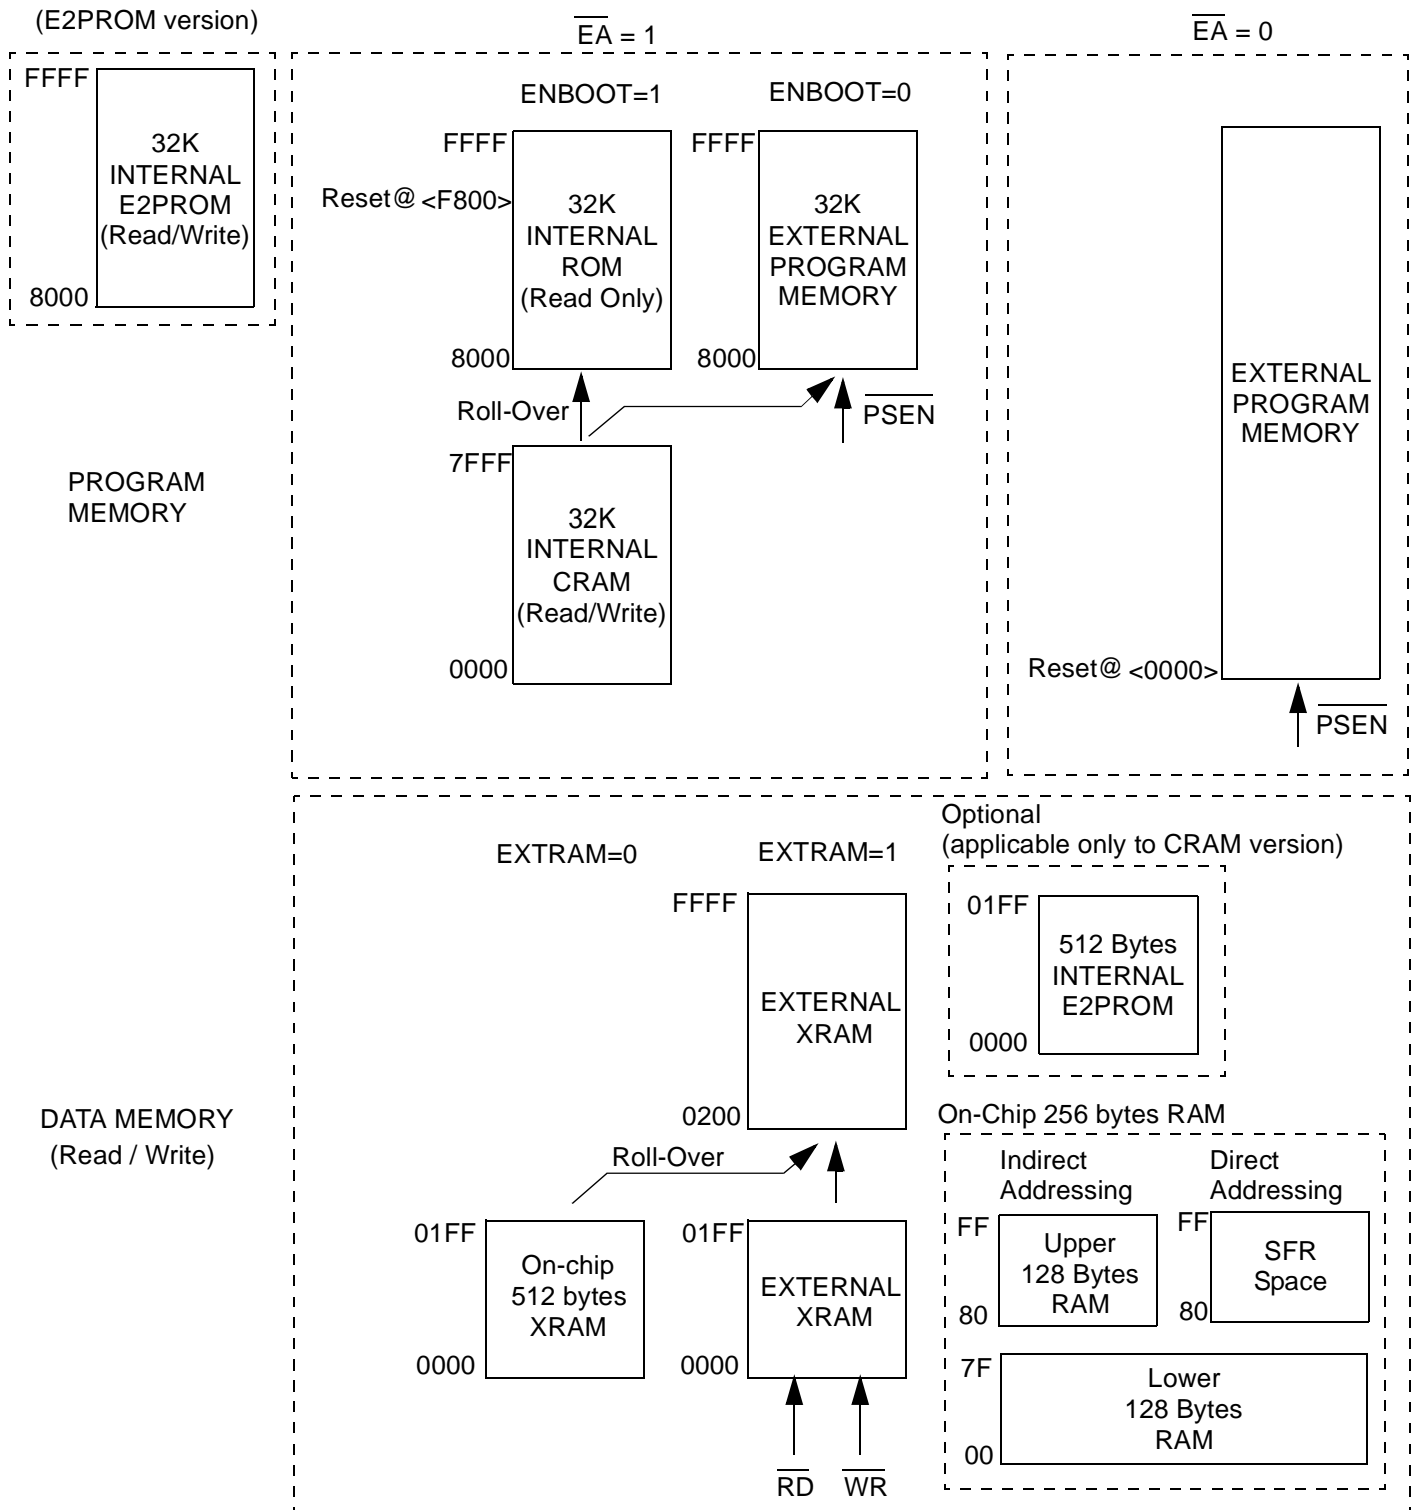 (E2PROM version)
EA = 1
EA = 0
FFFF
32K
INTERNAL
E2PROM
(Read/Write)
8000
ENBOOT=1
ENBOOT=0
FFFF
Reset@ <F800>
32K
INTERNAL
ROM
(Read Only)
8000
FFFF
32K
EXTERNAL
PROGRAM
MEMORY
8000
Roll-Over
PSEN
7FFF
32K
INTERNAL
CRAM
(Read/Write)
0000
EXTERNAL
PROGRAM
MEMORY
Reset@ <0000>
PSEN
PROGRAM
MEMORY
Optional
(applicable only to CRAM version)
EXTRAM=0
EXTRAM=1
FFFF
EXTERNAL
XRAM
0200
01FF
512 Bytes
INTERNAL
E2PROM
0000
DATA MEMORY
(Read / Write)
Roll-Over
01FF
On-chip
512 bytes
XRAM
0000
01FF
EXTERNAL
XRAM
0000
RD
WR
On-Chip 256 bytes RAM
Indirect
Addressing
Direct
Addressing
FF
Upper
128 Bytes
RAM
80
FF
SFR
Space
80
7F
Lower
128 Bytes
RAM
00